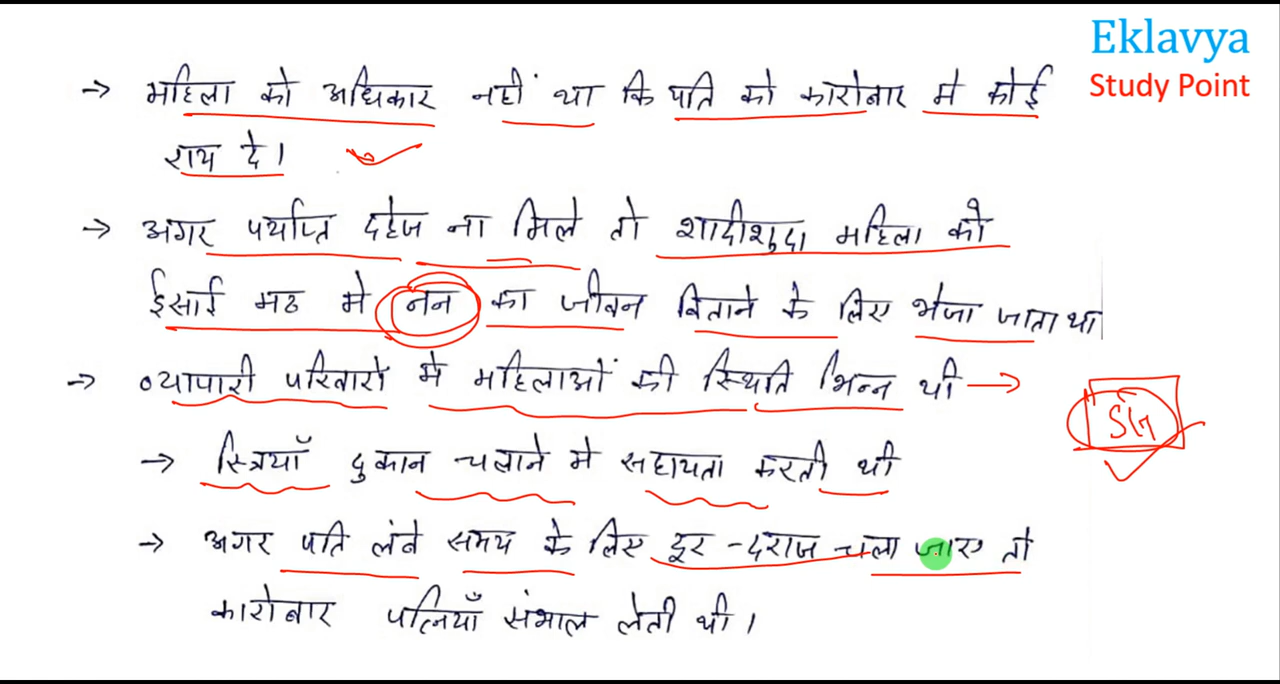 Eklavya
Study Point
→ महिला को अधिकार नहीं था कि पति को कारोबार मे कोई
राय दे।
→ अगर पर्याप्त दहेज ना मिले तो शादीशुदा महिला को
ईसाई मठ मे नन का जीवन बिताने के लिए भेजा जाता था
→ व्यापारी परिवारों मे महिलाओं की स्थिति भिन्न थी →
→ स्त्रियाँ दुकान चलाने मे सहायता करती थी
→ अगर पति लंबे समय के लिए दूर-दराज चला जाए तो
कारोबार पत्नियाँ संभाल लेती थी।